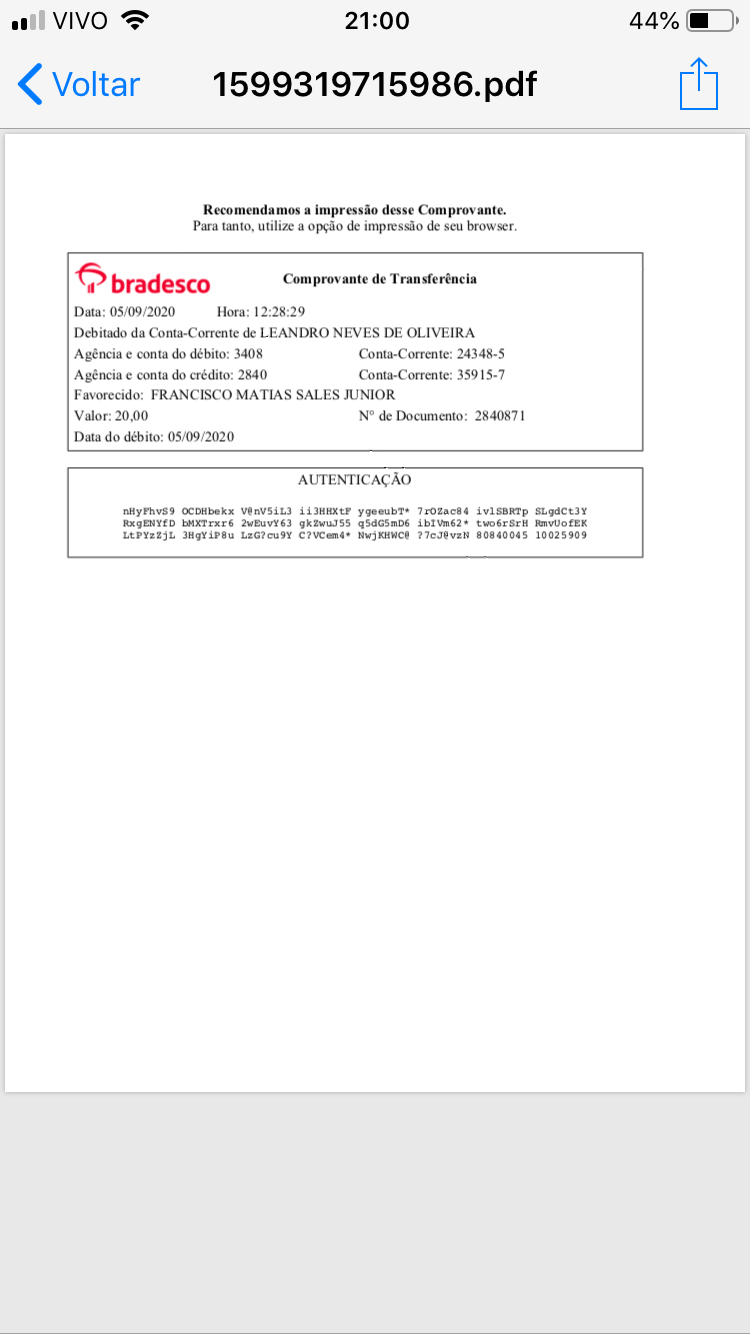 VIVO 21:00 44%
Voltar 1599319715986.pdf
Recomendamos a impressão desse Comprovante.
Para tanto, utilize a opção de impressão de seu browser.
bradesco Comprovante de Transferência
Data: 05/09/2020 Hora: 12:28:29
Debitado da Conta-Corrente de LEANDRO NEVES DE OLIVEIRA
Agência e conta do débito: 3408 Conta-Corrente: 24348-5
Agência e conta do crédito: 2840 Conta-Corrente: 35915-7
Favorecido: FRANCISCO MATIAS SALES JUNIOR
Valor: 20,00 N° de Documento: 2840871
Data do débito: 05/09/2020
AUTENTICAÇÃO
nHyFhvS9 OCDHbekx V@nV5iL3 ii3HHXtF ygeeubT* 7rOZac84 ivlSBRTp SLgdCt3Y
RxgENYfD bMXTrxr6 2wEuvY63 gkZwuJ55 q5dG5mD6 ibIVm62* two6rSrH RmvUofEK
LtPYzZjL 3HgYiP8u LzG?cu9Y C?VCem4* NwjKHWC@ ?7cJ@vzN 80840045 10025909